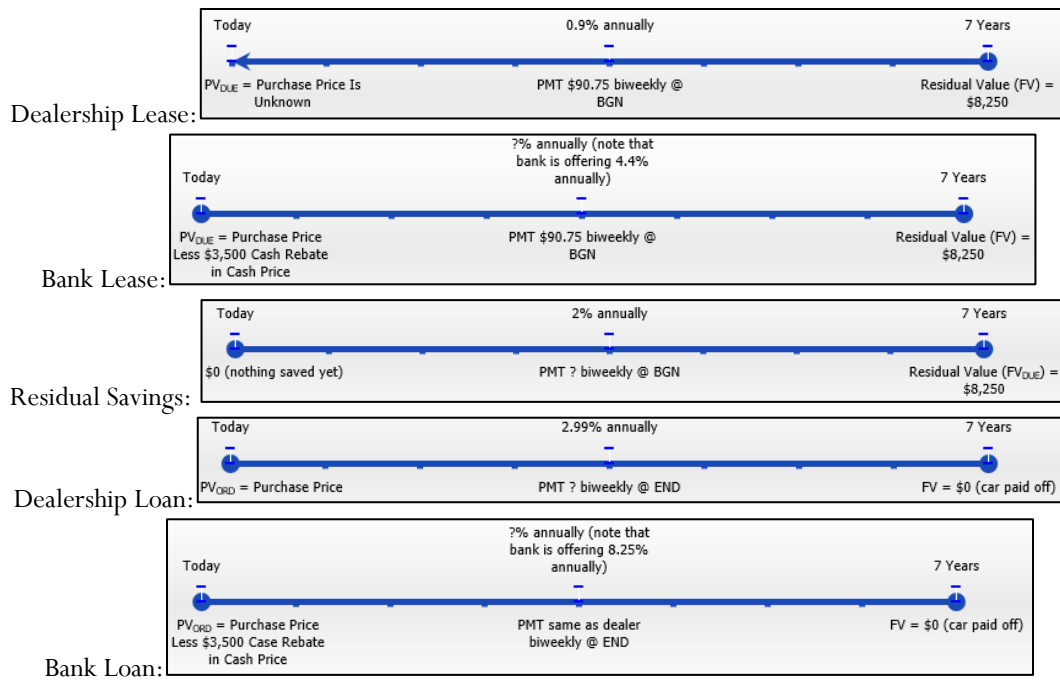 Today 0.9% annually 7 Years
PV_DUE = Purchase Price Is PMT $90.75 biweekly @ Residual Value (FV) =
Unknown BGN $8,250
Dealership Lease:
?% annually (note that
bank is offering 4.4%
Today annually) 7 Years
PV_DUE = Purchase Price PMT $90.75 biweekly @ Residual Value (FV) =
Less $3,500 Cash Rebate BGN $8,250
in Cash Price
Bank Lease:
Today 2% annually 7 Years
$0 (nothing saved yet) PMT ? biweekly @ BGN Residual Value (FV_DUE) =
$8,250
Residual Savings:
Today 2.99% annually 7 Years
PV_ORD = Purchase Price PMT ? biweekly @ END FV = $0 (car paid off)
Dealership Loan:
?% annually (note that
bank is offering 8.25%
Today annually) 7 Years
PV_ORD = Purchase Price PMT same as dealer FV = $0 (car paid off)
Less $3,500 Case Rebate biweekly @ END
in Cash Price
Bank Loan: